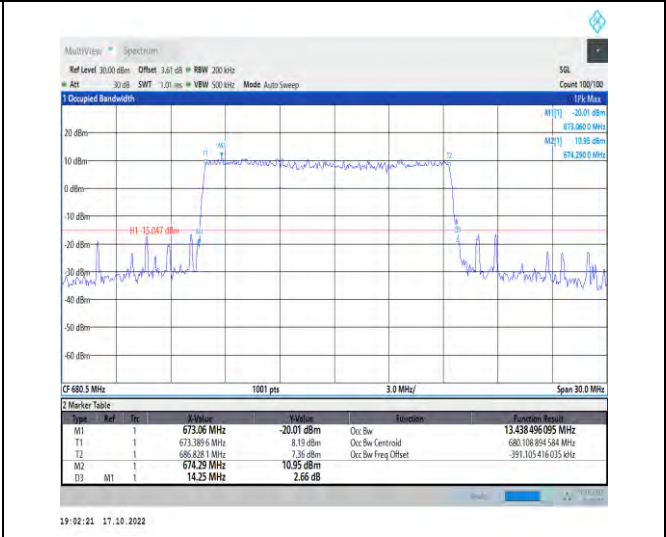 MultiView Spectrum
Ref Level 30.00 dBm Offset 3.61 dB RBW 200 kHz SGL
Att 30 dB SWT 1.01 ms VBW 500 kHz Mode Auto Sweep Count 100/100
1 Occupied Bandwidth 1Pk Max
M1[1] -20.01 dBm
673.060 0 MHz
M2[1] 10.95 dBm
674.290 0 MHz
20 dBm
10 dBm
0 dBm
-10 dBm
H1 -15.047 dBm
-20 dBm
-30 dBm
-40 dBm
-50 dBm
-60 dBm
T1
M2
T2
M1
D3
CF 680.5 MHz 1001 pts 3.0 MHz/ Span 30.0 MHz
2 Marker Table
Type Ref Trc X-Value Y-Value Function Function Result
M1 1 673.06 MHz -20.01 dBm Occ Bw 13.438 496 095 MHz
T1 1 673.389 6 MHz 8.19 dBm Occ Bw Centroid 680.108 894 584 MHz
T2 1 686.828 1 MHz 7.36 dBm Occ Bw Freq Offset -391.105 416 035 kHz
M2 1 674.29 MHz 10.95 dBm
D3 M1 1 14.25 MHz 2.66 dB
19:02:21 17.10.2022